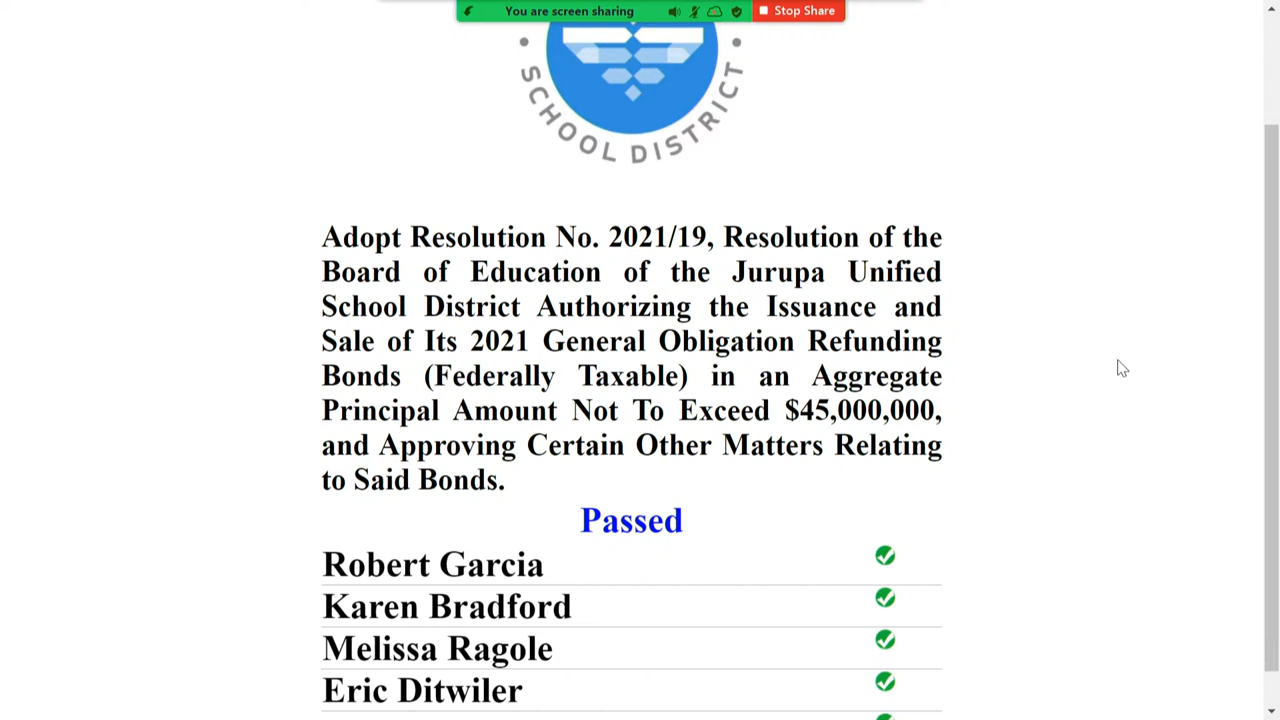 You are screen sharing
Stop Share
SCHOOL DISTRICT
Adopt Resolution No. 2021/19, Resolution of the
Board of Education of the Jurupa Unified
School District Authorizing the Issuance and
Sale of Its 2021 General Obligation Refunding
Bonds (Federally Taxable) in an Aggregate
Principal Amount Not To Exceed $45,000,000,
and Approving Certain Other Matters Relating
to Said Bonds.
Passed
Robert Garcia
Karen Bradford
Melissa Ragole
Eric Ditwiler